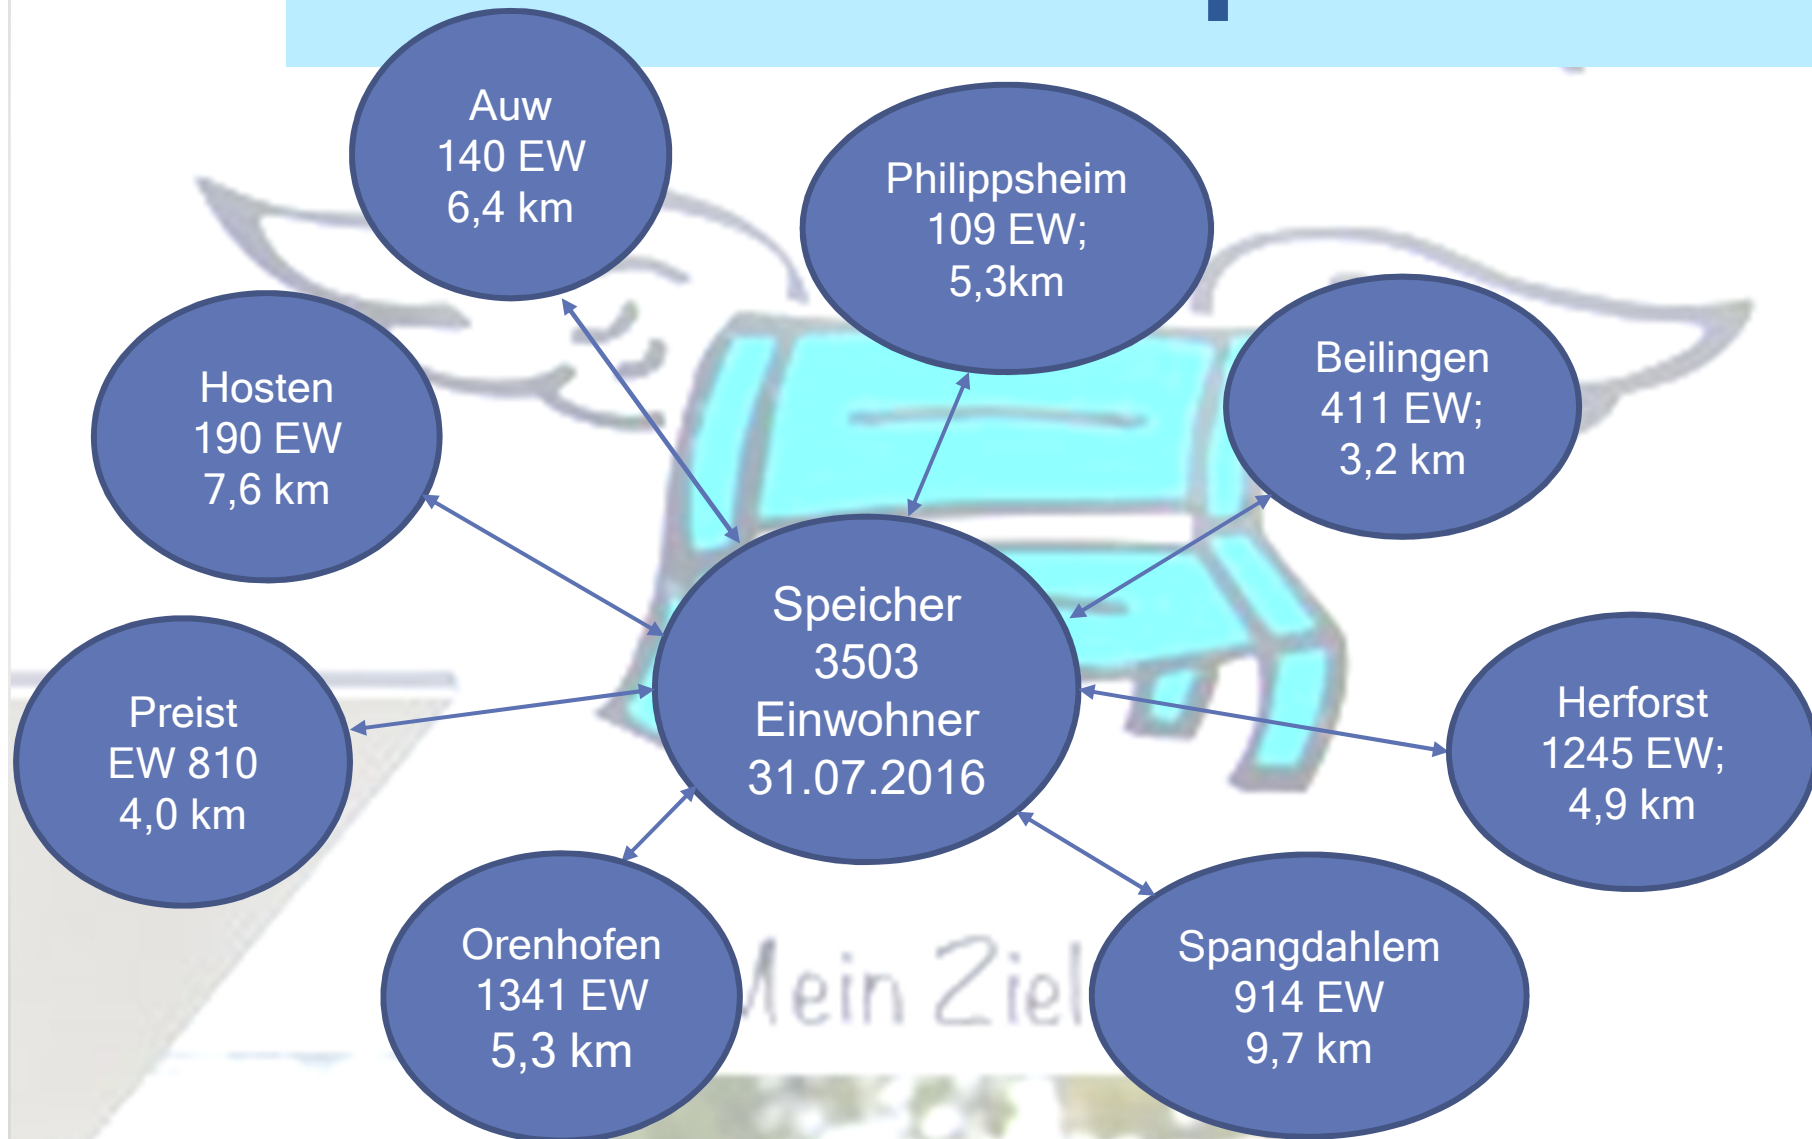 Auw
140 EW
6,4 km
Philippsheim
109 EW;
5,3km
Beilingen
411 EW;
3,2 km
Hosten
190 EW
7,6 km
Speicher
3503
Einwohner
31.07.2016
Preist
EW 810
4,0 km
Herforst
1245 EW;
4,9 km
Orenhofen
1341 EW
5,3 km
Spangdahlem
914 EW
9,7 km
Mein Ziel